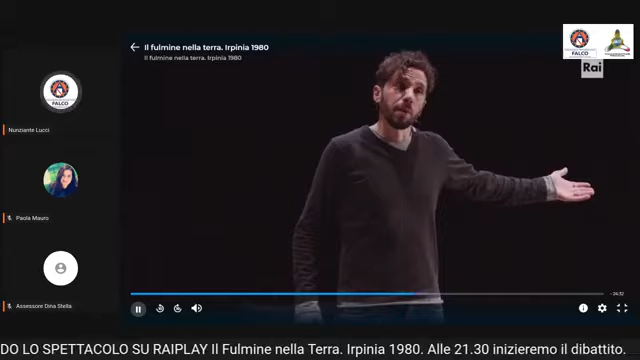 Il fulmine nella terra. Irpinia 1980
Il fulmine nella terra. Irpinia 1980
FALCO
Rai
FALCO
Nunziante Lucci
Paola Mauro
Assessore Dina Stella
-24:32
DO LO SPETTACOLO SU RAIPLAY Il Fulmine nella Terra. Irpinia 1980. Alle 21.30 inizieremo il dibattito.